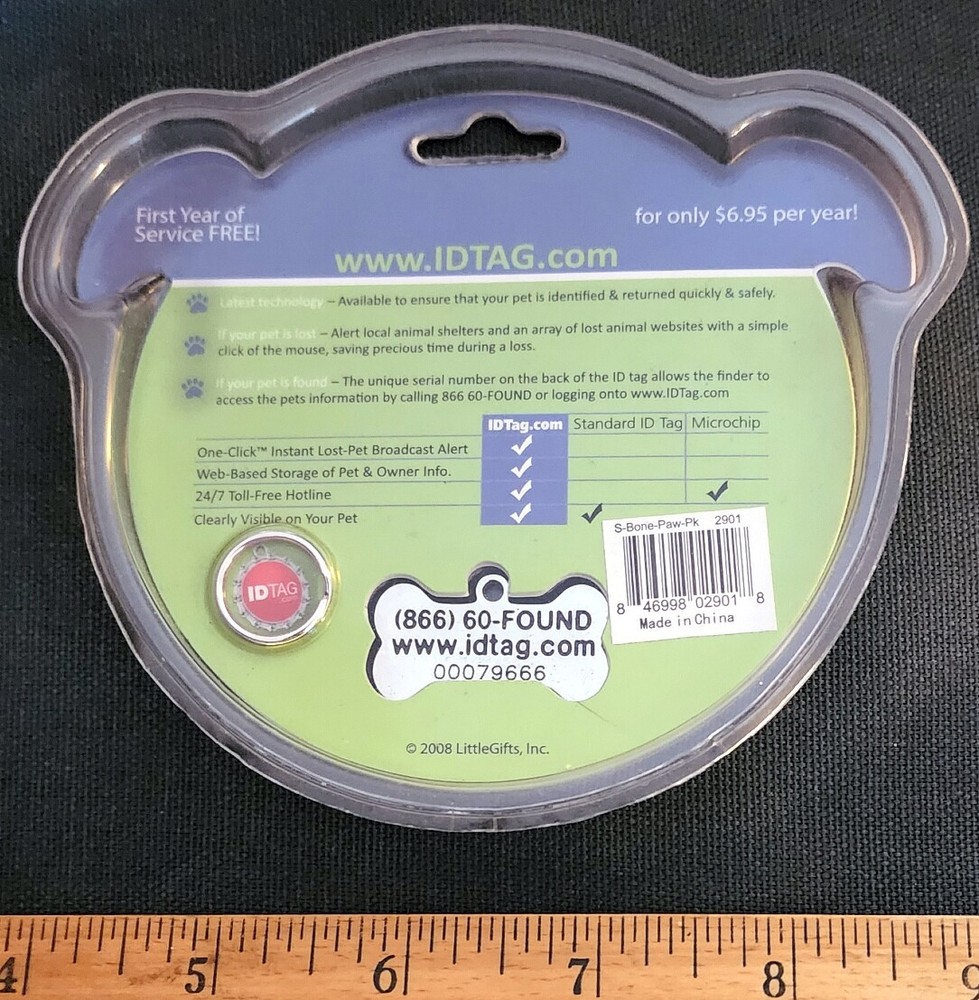 First Year of
Service FREE!
for only $6.95 per year!
www.IDTAG.com
Latest technology – Available to ensure that your pet is identified & returned quickly & safely.
If your pet is lost – Alert local animal shelters and an array of lost animal websites with a simple
click of the mouse, saving precious time during a loss.
If your pet is found – The unique serial number on the back of the ID tag allows the finder to
access the pets information by calling 866 60-FOUND or logging onto www.IDTag.com
IDTag.com Standard ID Tag Microchip
One-Click™ Instant Lost-Pet Broadcast Alert ✓
Web-Based Storage of Pet & Owner Info. ✓
24/7 Toll-Free Hotline ✓ ✓
Clearly Visible on Your Pet ✓ ✓
S-Bone-Paw-Pk 2901
8 46998 02901 8
Made in China
IDTAG
.com
(866) 60-FOUND
www.idtag.com
00079666
© 2008 LittleGifts, Inc.
4 5 6 7 8 9